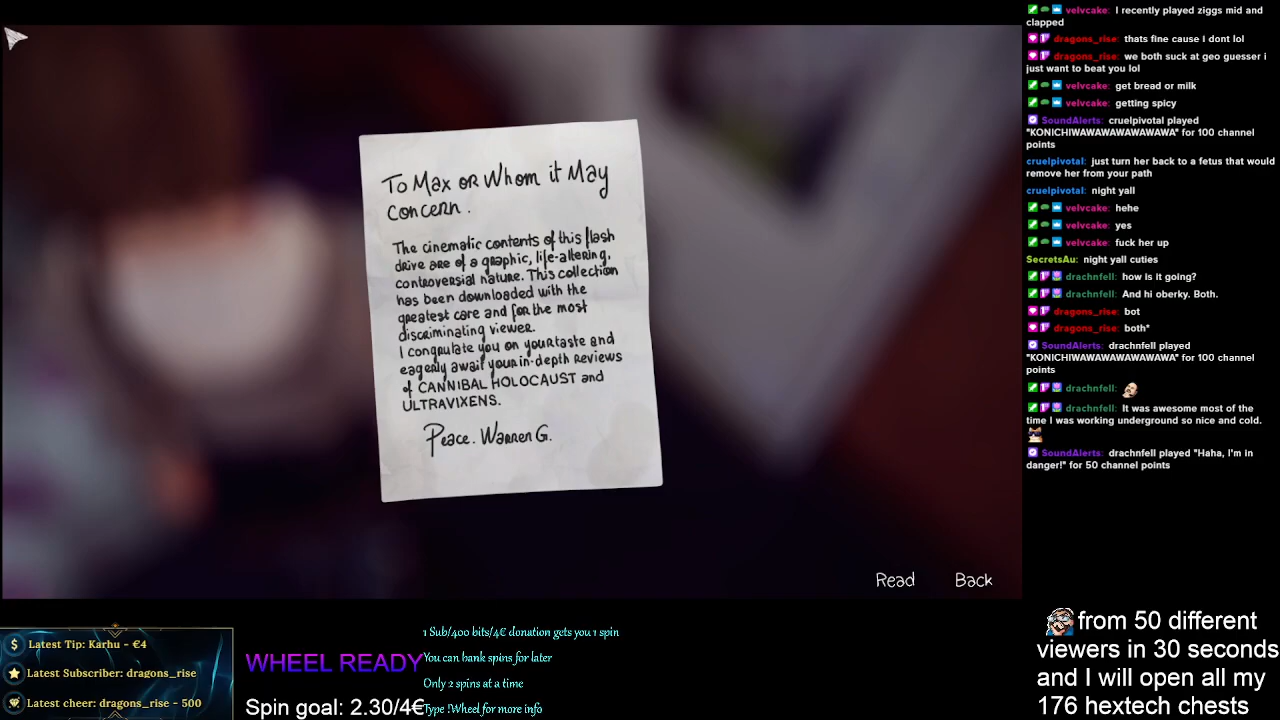 To Max or Whom it May
Concern.
The cinematic contents of this flash
drive are of a graphic, life-altering,
controversial nature. This collection
has been downloaded with the
greatest care and for the most
discriminating viewer.
I congrulate you on your taste and
eagerly await your in-depth reviews
of CANNIBAL HOLOCAUST and
ULTRAVIXENS.
Peace. Warren G.
Read
Back
velvcake: I recently played ziggs mid and
clapped
dragons_rise: thats fine cause I dont lol
dragons_rise: we both suck at geo guesser i
just want to beat you lol
velvcake: get bread or milk
velvcake: getting spicy
SoundAlerts: cruelpivotal played
"KONICHIWAWAWAWAWAWA" for 100 channel
points
cruelpivotal: just turn her back to a fetus that would
remove her from your path
cruelpivotal: night yall
velvcake: hehe
velvcake: yes
velvcake: fuck her up
SecretsAu: night yall cuties
drachnfell: how is it going?
drachnfell: And hi oberky. Both.
dragons_rise: bot
dragons_rise: both*
SoundAlerts: drachnfell played
"KONICHIWAWAWAWAWAWA" for 100 channel
points
drachnfell:
drachnfell: It was awesome most of the
time I was working underground so nice and cold.
SoundAlerts: drachnfell played "Haha, I'm in
danger!" for 50 channel points
Latest Tip: Karhu - €4
Latest Subscriber: dragons_rise
Latest cheer: dragons_rise - 500
WHEEL READY
Spin goal: 2.30/4€
1 Sub/400 bits/4€ donation gets you 1 spin
You can bank spins for later
Only 2 spins at a time
Type !Wheel for more info
from 50 different
viewers in 30 seconds
and I will open all my
176 hextech chests